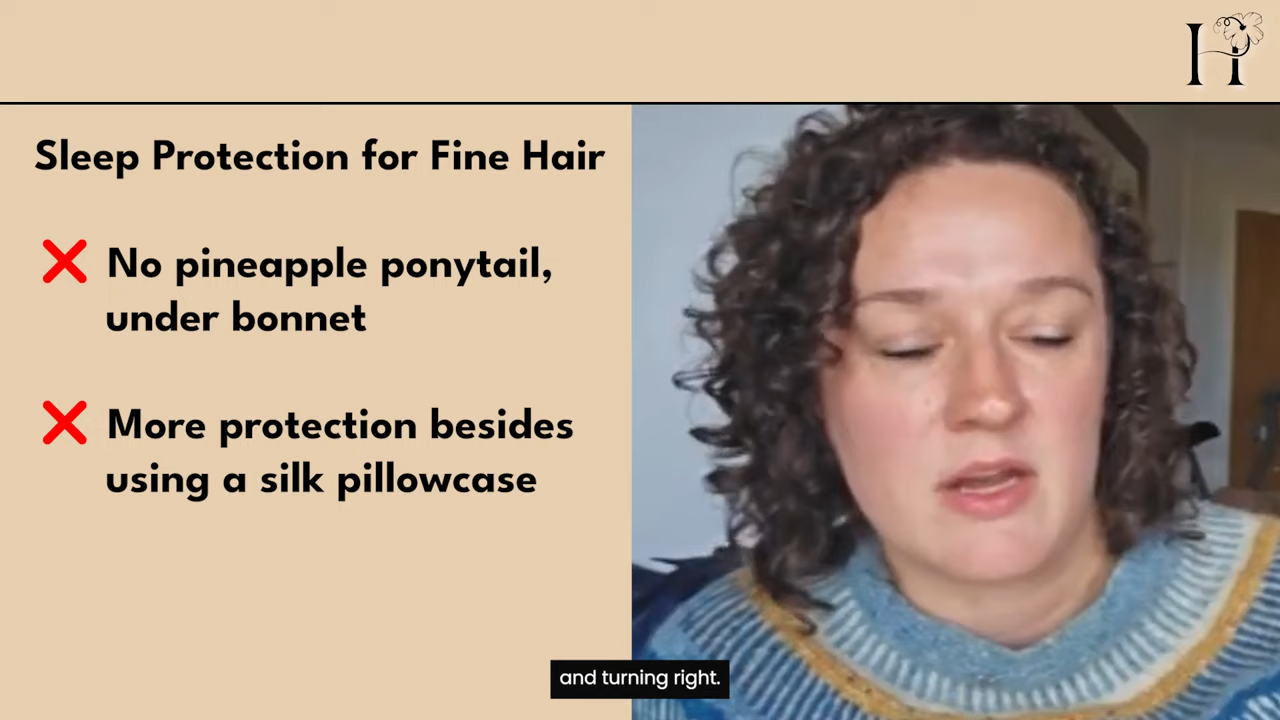 H
Sleep Protection for Fine Hair
❌ No pineapple ponytail,
under bonnet
❌ More protection besides
using a silk pillowcase
and turning right.